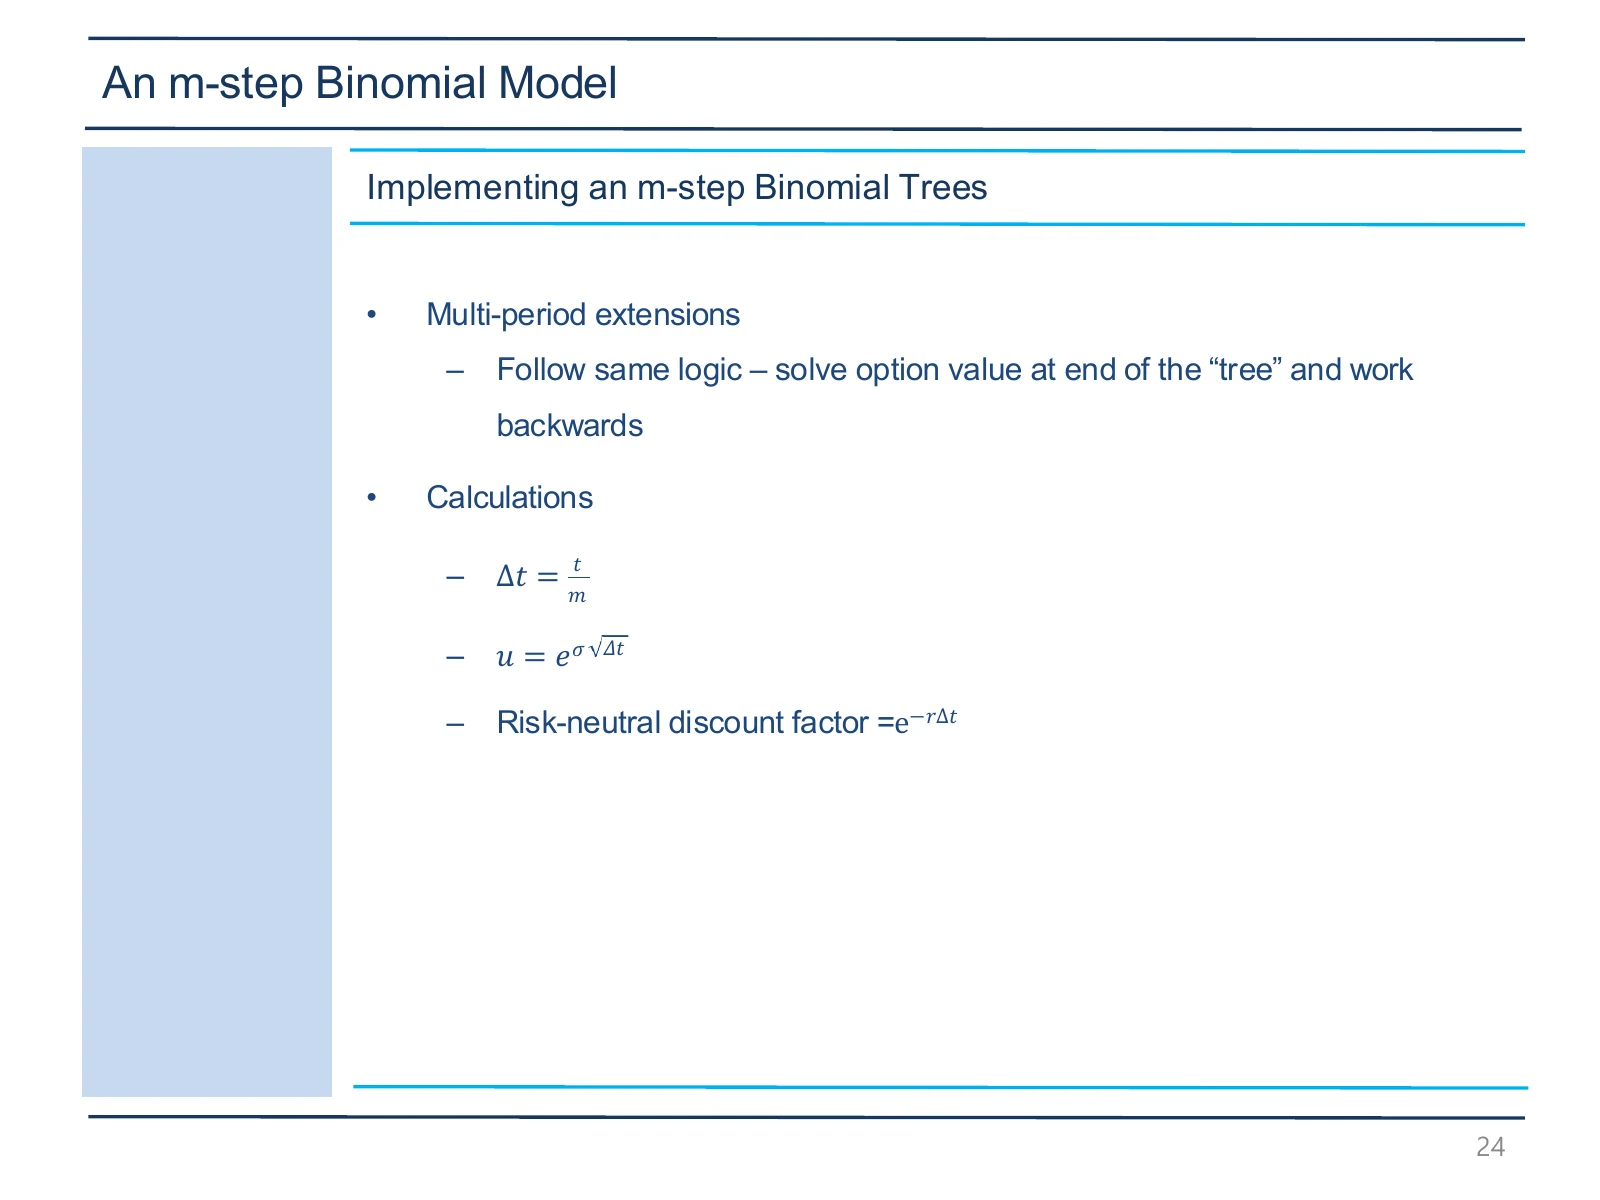 An m-step Binomial Model
Implementing an m-step Binomial Trees
• Multi-period extensions
– Follow same logic – solve option value at end of the “tree” and work
backwards
• Calculations
– Δ𝑡 = 𝑡/𝑚
– 𝑢 = 𝑒^(𝜎√𝛥𝑡)
– Risk-neutral discount factor =e^(−𝑟Δ𝑡)
24